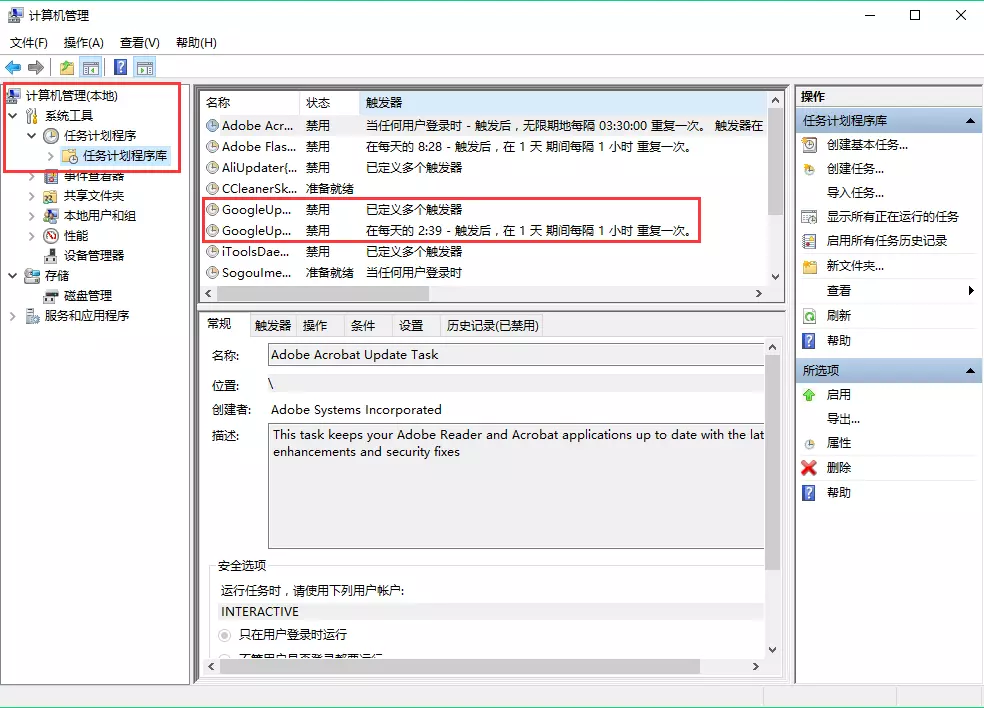 计算机管理
文件(F) 操作(A) 查看(V) 帮助(H)
计算机管理(本地)
系统工具
任务计划程序
任务计划程序库
事件查看器
共享文件夹
本地用户和组
性能
设备管理器
存储
磁盘管理
服务和应用程序
名称 状态 触发器
Adobe Acr... 禁用 当任何用户登录时 - 触发后，无限期地每隔 03:30:00 重复一次。 触发器在
Adobe Flas... 禁用 在每天的 8:28 - 触发后，在 1 天 期间每隔 1 小时 重复一次。
AliUpdater{... 禁用 已定义多个触发器
CCleanerSk... 准备就绪
GoogleUp... 禁用 已定义多个触发器
GoogleUp... 禁用 在每天的 2:39 - 触发后，在 1 天 期间每隔 1 小时 重复一次。
iToolsDae... 禁用 已定义多个触发器
SogouIme... 准备就绪 当任何用户登录时
常规 触发器 操作 条件 设置 历史记录(已禁用)
名称: Adobe Acrobat Update Task
位置: \
创建者: Adobe Systems Incorporated
描述: This task keeps your Adobe Reader and Acrobat applications up to date with the lat
enhancements and security fixes
安全选项
运行任务时，请使用下列用户帐户:
INTERACTIVE
只在用户登录时运行
不管用户是否登录都要运行
操作
任务计划程序库
创建基本任务...
创建任务...
导入任务...
显示所有正在运行的任务
启用所有任务历史记录
新文件夹...
查看
刷新
帮助
所选项
启用
导出...
属性
删除
帮助